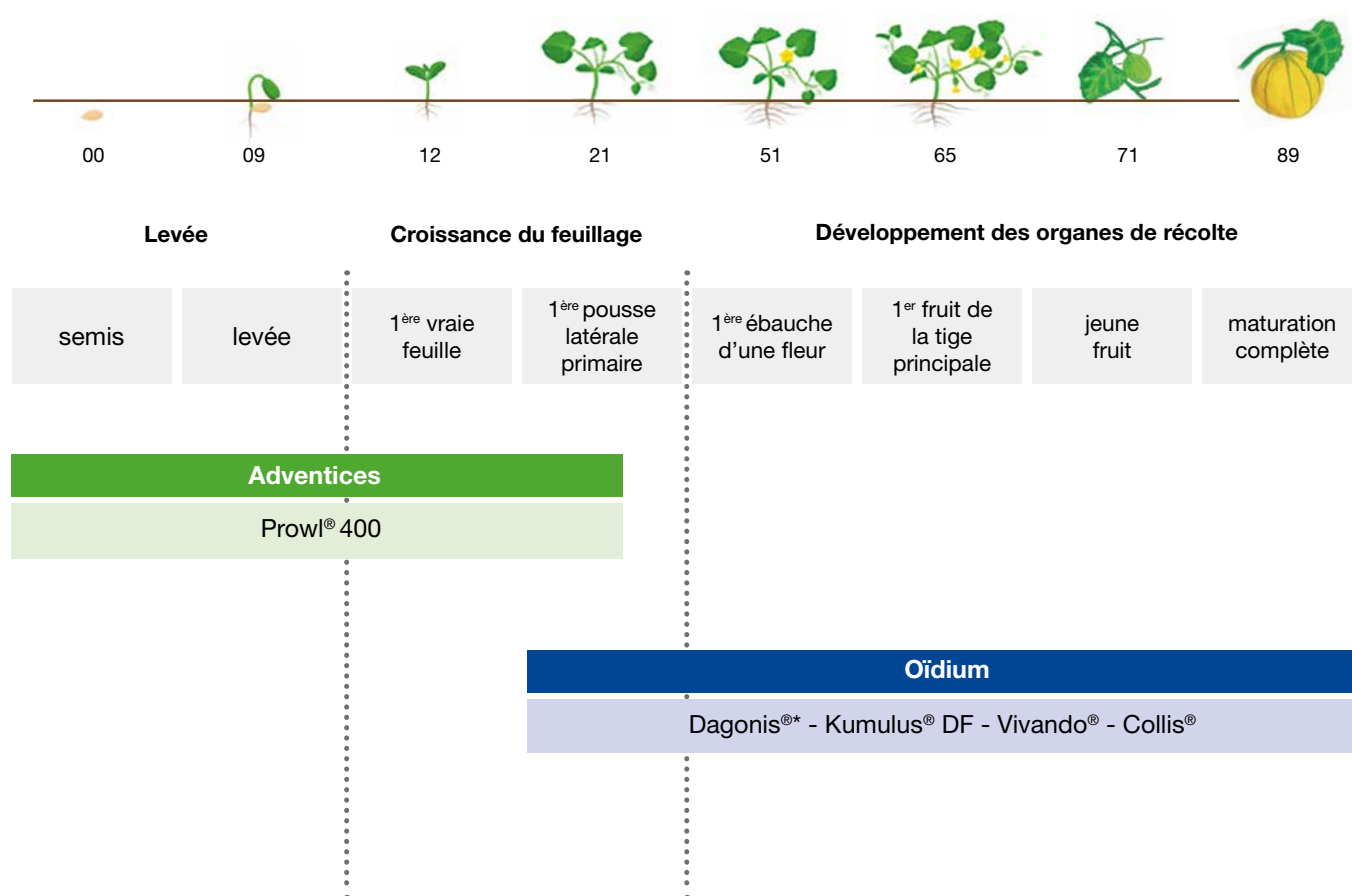 00 09 12 21 51 65 71 89
Levée Croissance du feuillage Développement des organes de récolte
semis
levée
1ère vraie
feuille
1ère pousse
latérale
primaire
1ère ébauche
d'une fleur
1er fruit de
la tige
principale
jeune
fruit
maturation
complète
Adventices
Prowl® 400
Oïdium
Dagonis®* - Kumulus® DF - Vivando® - Collis®